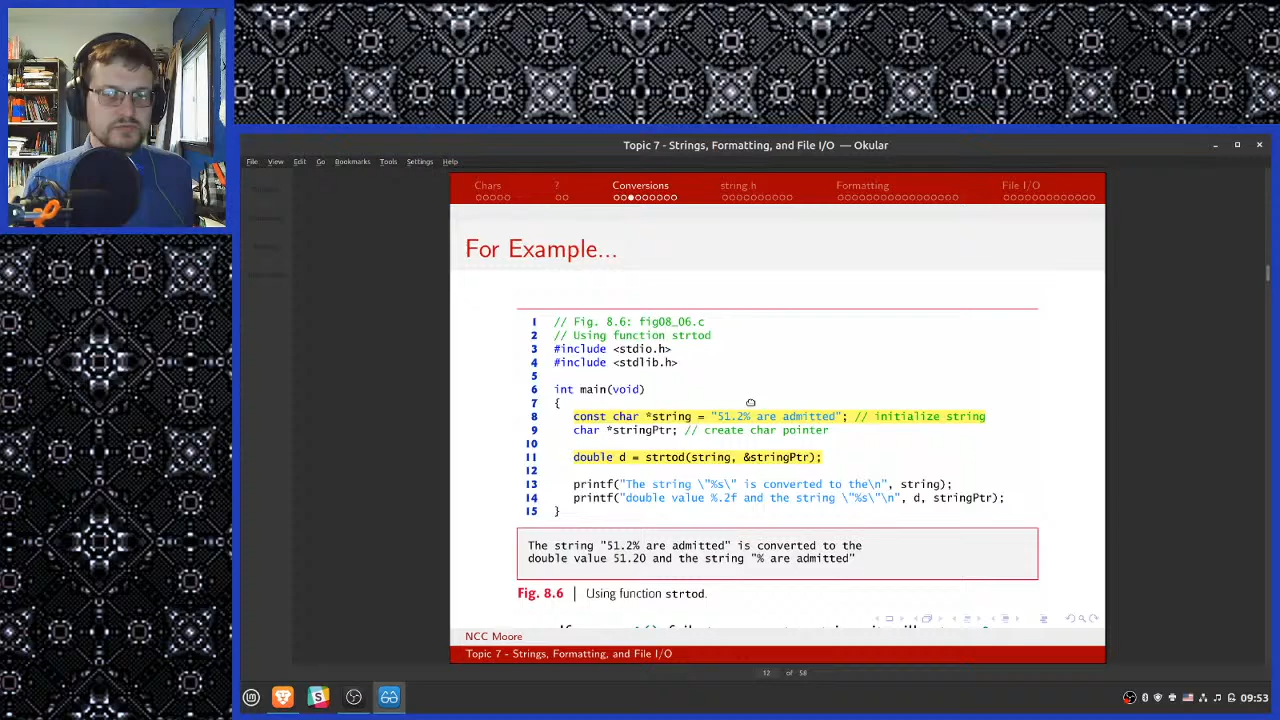 Topic 7 - Strings, Formatting, and File I/O — Okular
File View Edit Go Bookmarks Tools Settings Help
Chars ? Conversions string h Formatting File I/O
For Example...
1 // Fig. 8.6: fig08_06.c
2 // Using function strtod
3 #include <stdio.h>
4 #include <stdlib.h>
5
6 int main(void)
7 {
8 const char *string = "51.2% are admitted"; // initialize string
9 char *stringPtr; // create char pointer
10
11 double d = strtod(string, &stringPtr);
12
13 printf("The string \"%s\" is converted to the\n", string);
14 printf("double value %.2f and the string \"%s\"\n", d, stringPtr);
15 }
The string "51.2% are admitted" is converted to the
double value 51.20 and the string "% are admitted"
Fig. 8.6 | Using function strtod.
NCC Moore
Topic 7 - Strings, Formatting, and File I/O
12 of 58
09:53